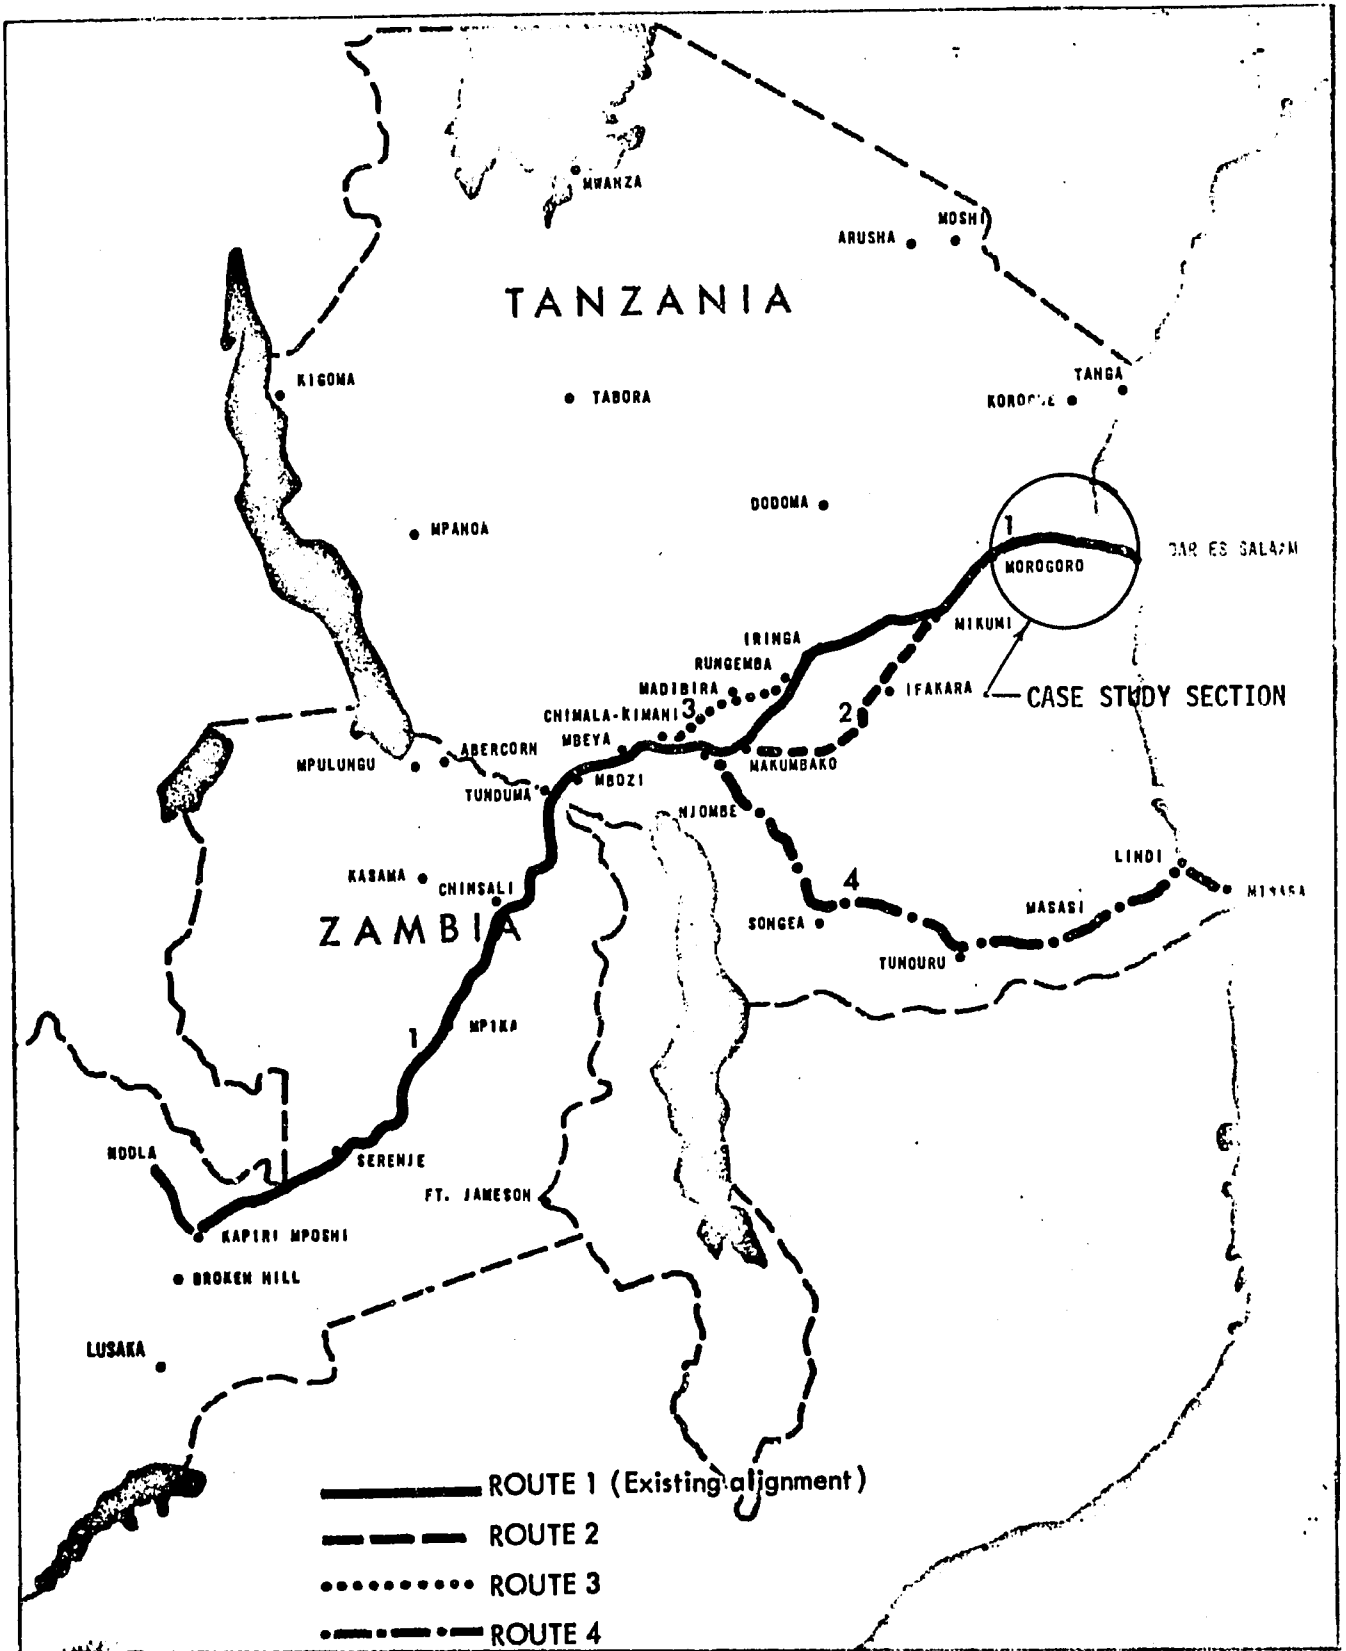 MWANZA
MOSHI
ARUSHA
TANZANIA
KIGOMA
TABORA
TANGA
DODOMA
MPANDA
1
DAR ES SALAAM
MOROGORO
MIKUMI
IRINGA
RUNGEMBA
MADIBIRA
IFAKARA
CASE STUDY SECTION
CHIMALA-KIMANI
3
2
MBEYA
ABERCORN
MPULUNGU
MAKUMBAKO
MBOZI
TUNDUMA
NJOMBE
LINDI
KASAMA
CHINSALI
4
MASASI
ZAMBIA
SONGEA
TUNDURU
MPIKA
1
NDOLA
SERENJE
FT. JAMESON
KAPIRI MPOSHI
BROKEN HILL
LUSAKA
ROUTE 1 (Existing alignment)
ROUTE 2
ROUTE 3
ROUTE 4